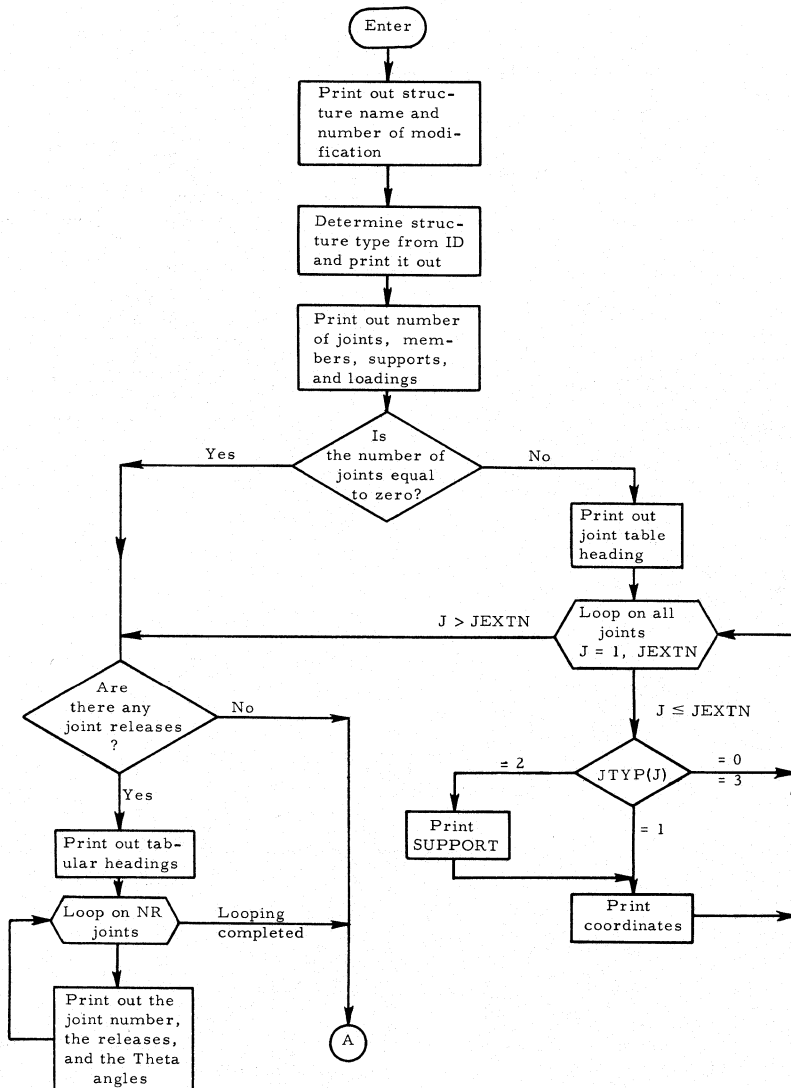 Enter
Print out struc-
ture name and
number of modi-
fication
Determine struc-
ture type from ID
and print it out
Print out number
of joints, mem-
bers, supports,
and loadings
Is
the number of
joints equal
to zero?
Yes
No
Print out
joint table
heading
Loop on all
joints
J = 1, JEXTN
J > JEXTN
J ≤ JEXTN
Are
there any
joint releases
?
No
Yes
JTYP(J)
= 2
= 0
= 3
= 1
Print
SUPPORT
Print
coordinates
Print out tab-
ular headings
Loop on NR
joints
Looping
completed
Print out the
joint number,
the releases,
and the Theta
angles
A